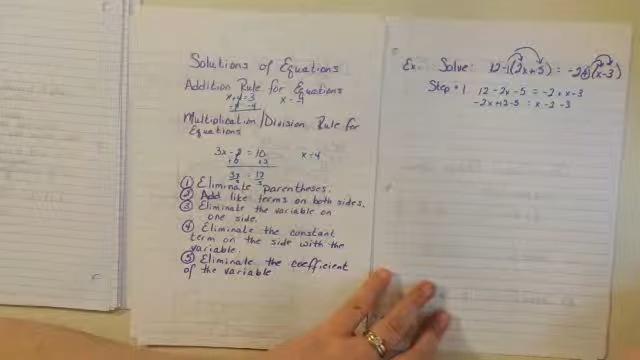 Solutions of Equations
Addition Rule for Equations
x + 4 = 3
x = -1
-4 -4
Multiplication/Division Rule for
Equations
3x - 2 = 10
x = 4
+2 +2
3x = 12
3 3
① Eliminate parentheses.
② Add like terms on both sides.
③ Eliminate the variable on
one side.
④ Eliminate the constant
term on the side with the
variable.
⑤ Eliminate the coefficient
of the variable
Ex. Solve: 12-1(2x+5) = -2+(x-3)
Step #1 12 - 2x - 5 = -2 + x - 3
-2x+12-5 = x-2-3